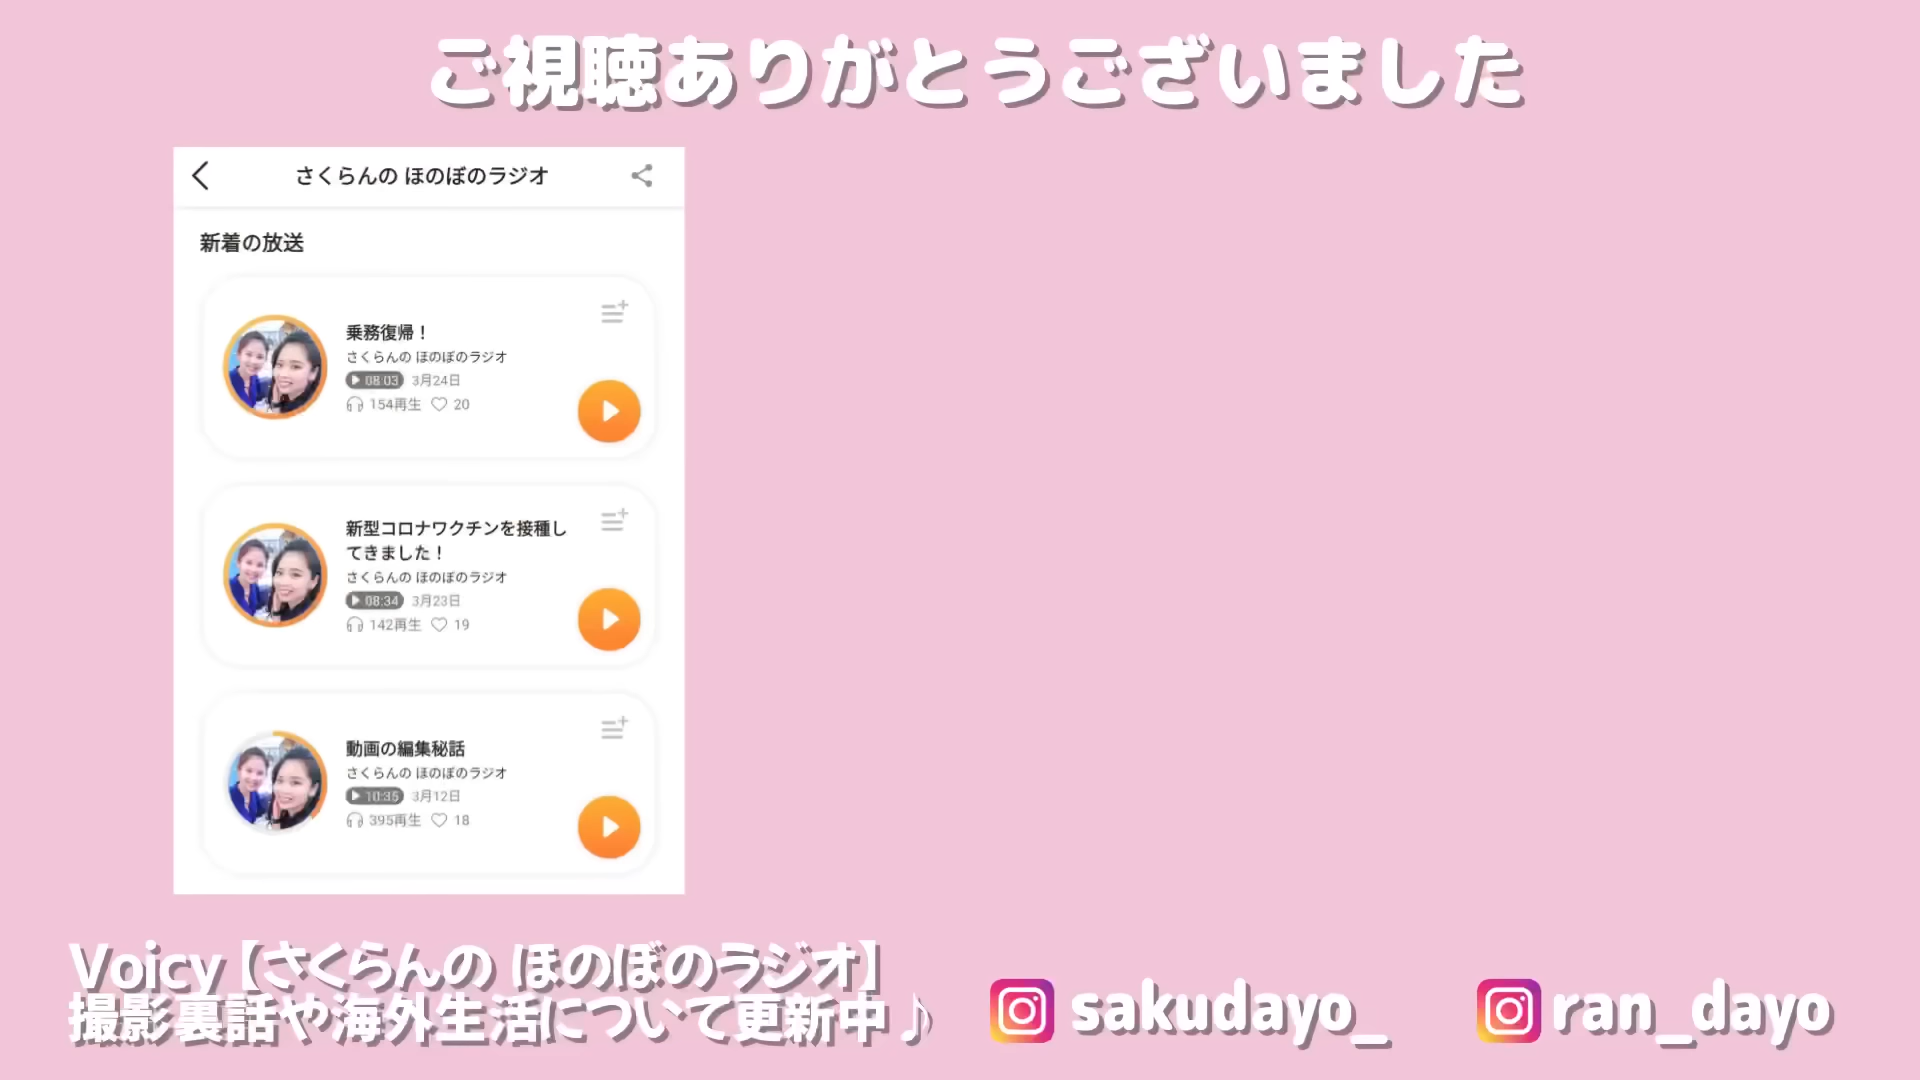 ご視聴ありがとうございました
さくらんの ほのぼのラジオ
新着の放送
乗務復帰！
さくらんの ほのぼのラジオ
08:03 3月24日
154再生 20
新型コロナワクチンを接種し
てきました！
さくらんの ほのぼのラジオ
08:34 3月23日
142再生 19
動画の編集秘話
さくらんの ほのぼのラジオ
10:35 3月12日
395再生 18
Voicy【さくらんの ほのぼのラジオ】
撮影裏話や海外生活について更新中♪
sakudayo_
ran_dayo